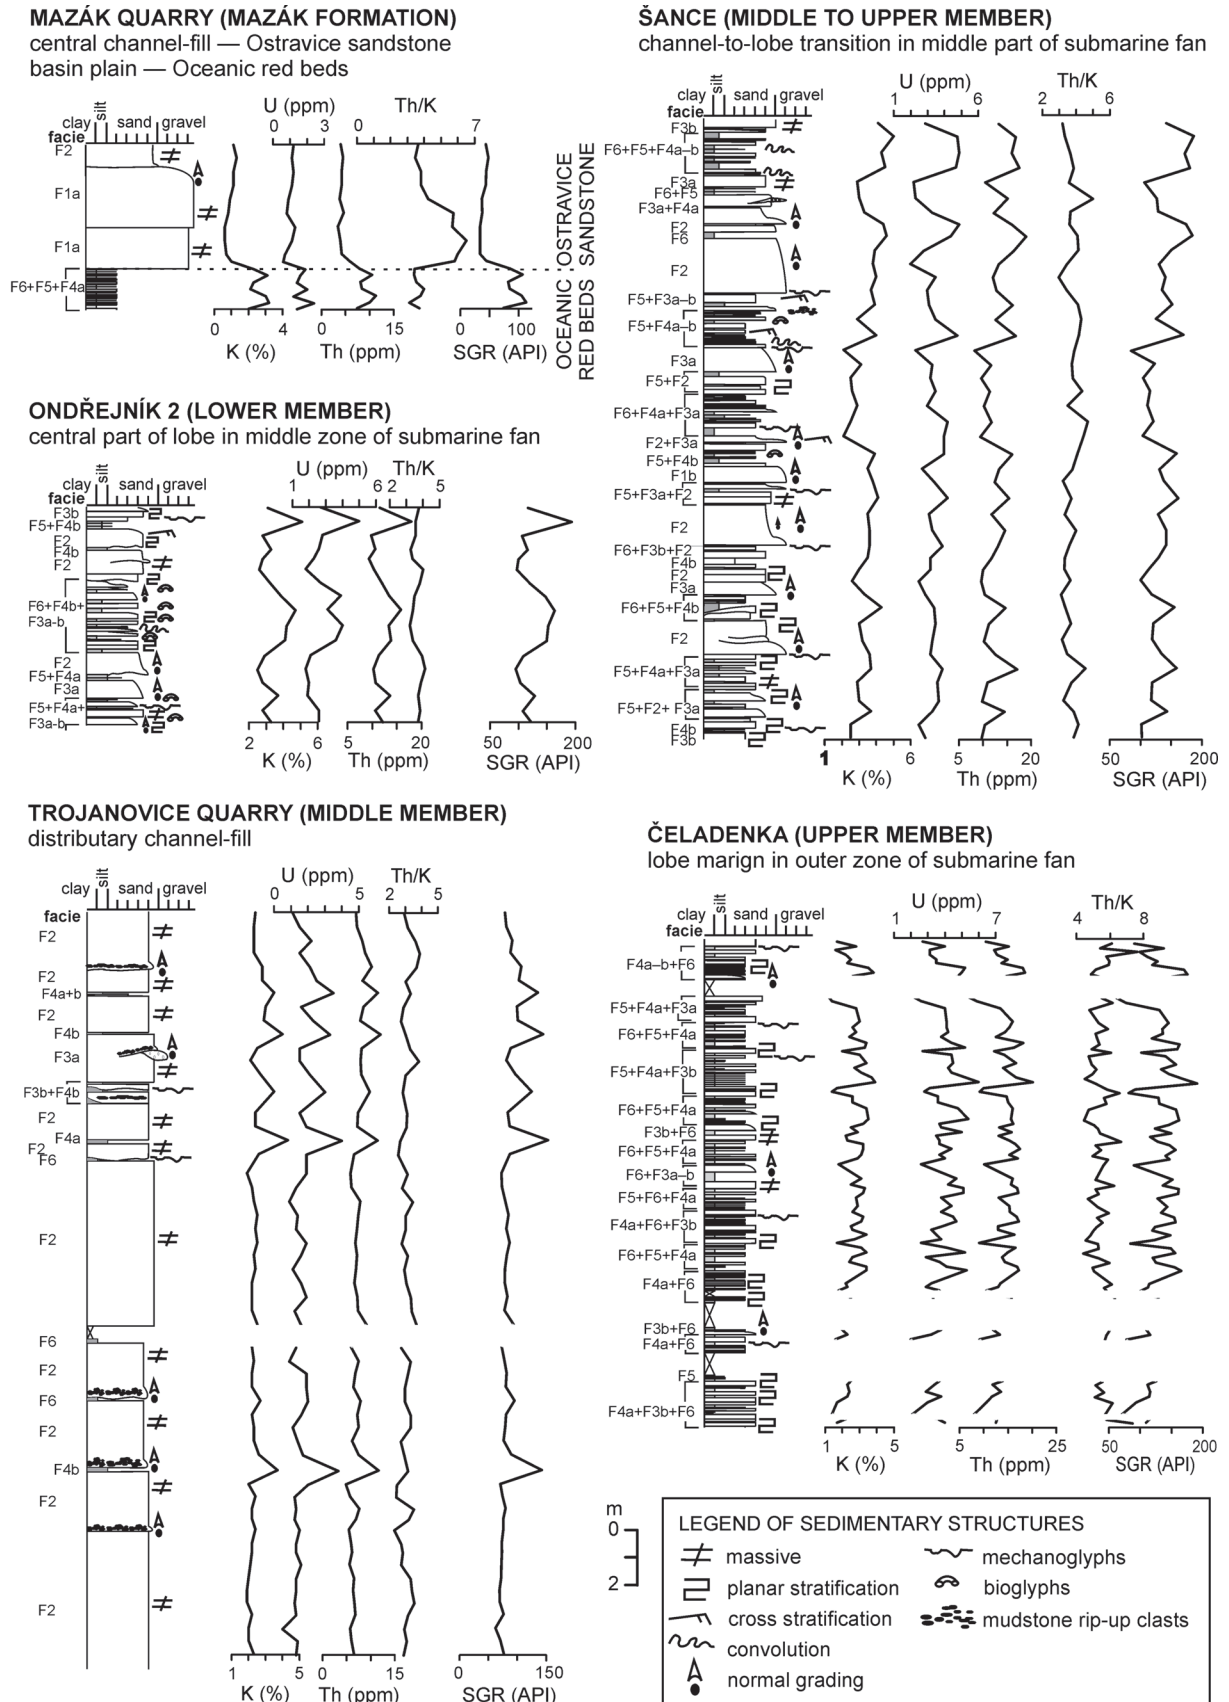 MAZÁK QUARRY (MAZÁK FORMATION)
central channel-fill — Ostravice sandstone
basin plain — Oceanic red beds
U (ppm)
Th/K
0
3
0
7
clay
silt
sand
gravel
facie
F2
F1a
F1a
F6+F5+F4a
OCEANIC
RED BEDS
OSTRAVICE
SANDSTONE
0
4
0
15
0
100
K (%)
Th (ppm)
SGR (API)
ONDŘEJNÍK 2 (LOWER MEMBER)
central part of lobe in middle zone of submarine fan
U (ppm)
Th/K
1
6
2
5
clay
silt
sand
gravel
facie
F3b
F5+F4b
F2
F4b
F2
F6+F4b+
F3a-b
F2
F5+F4a
F3a
F5+F4a+
F3a-b
2
6
5
20
50
200
K (%)
Th (ppm)
SGR (API)
TROJANOVICE QUARRY (MIDDLE MEMBER)
distributary channel-fill
U (ppm)
Th/K
0
5
2
5
clay
silt
sand
gravel
facie
F2
F2
F4a+b
F2
F4b
F3a
F3b+F4b
F2
F4a
F2
F6
F2
F6
F2
F6
F2
F4b
F2
F2
1
5
0
15
0
150
K (%)
Th (ppm)
SGR (API)
ŠANCE (MIDDLE TO UPPER MEMBER)
channel-to-lobe transition in middle part of submarine fan
U (ppm)
Th/K
1
6
2
6
clay
silt
sand
gravel
facie
F3b
F6+F5+F4a–b
F3a
F6+F5
F3a+F4a
F2
F6
F2
F5+F3a–b
F5+F4a–b
F3a
F5+F2
F6+F4a+F3a
F2+F3a
F5+F4b
F1b
F5+F3a+F2
F2
F6+F3b+F2
F4b
F2
F3a
F6+F5+F4b
F2
F5+F4a+F3a
F5+F2+ F3a
F4b
F3b
1
6
5
20
50
200
K (%)
Th (ppm)
SGR (API)
ČELADENKA (UPPER MEMBER)
lobe marign in outer zone of submarine fan
U (ppm)
Th/K
1
7
4
8
clay
silt
sand
gravel
facie
F4a–b+F6
F5+F4a+F3a
F6+F5+F4a
F5+F4a+F3b
F6+F5+F4a
F3b+F6
F6+F5+F4a
F6+F3a–b
F5+F6+F4a
F4a+F6+F3b
F6+F5+F4a
F4a+F6
F3b+F6
F4a+F6
F5
F4a+F3b+F6
1
5
5
25
50
200
K (%)
Th (ppm)
SGR (API)
m
0
2
LEGEND OF SEDIMENTARY STRUCTURES
massive
mechanoglyphs
planar stratification
bioglyphs
cross stratification
mudstone rip-up clasts
convolution
normal grading